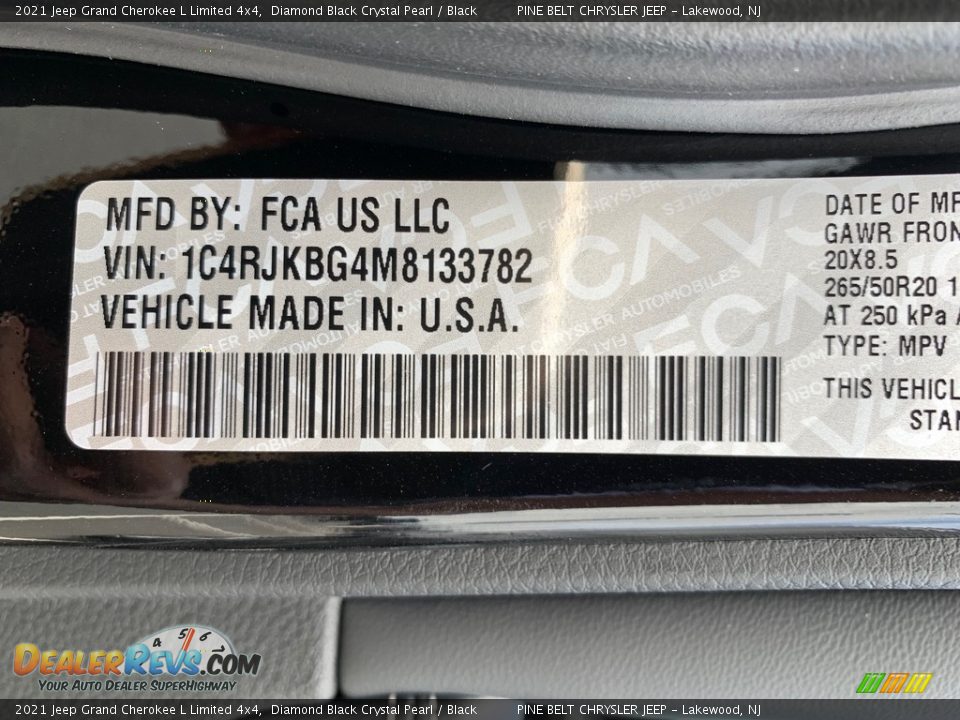 2021 Jeep Grand Cherokee L Limited 4x4, Diamond Black Crystal Pearl / Black PINE BELT CHRYSLER JEEP - Lakewood, NJ
MFD BY: FCA US LLC
VIN: 1C4RJKBG4M8133782
VEHICLE MADE IN: U.S.A.
DATE OF MF
GAWR FRON
20X8.5
265/50R20 1
AT 250 kPa
TYPE: MPV
THIS VEHICL
STAN
4 5 6
DEALERREVS.COM
YOUR AUTO DEALER SUPERHIGHWAY
2021 Jeep Grand Cherokee L Limited 4x4, Diamond Black Crystal Pearl / Black PINE BELT CHRYSLER JEEP - Lakewood, NJ